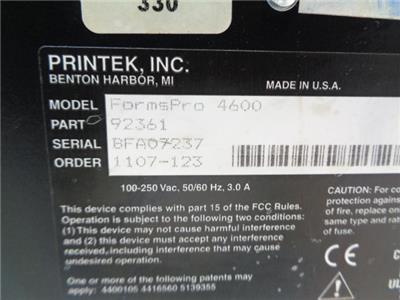 330
PRINTEK, INC.
BENTON HARBOR, MI
MADE IN U.S.A.
MODEL FormsPro 4600
PART 92361
SERIAL BFA07237
ORDER 1107-123
100-250 Vac, 50/60 Hz, 3.0 A
This device complies with part 15 of the FCC Rules.
Operation is subject to the following two conditions:
(1) This device may not cause harmful interference
and (2) this device must accept any interference
received, including interference that may cause
undesired operation.
One or more of the following patents may
apply: 4400105 4416560 5139355
CAUTION: For co
protection against
of fire, replace on
same type and rat
of fuse.